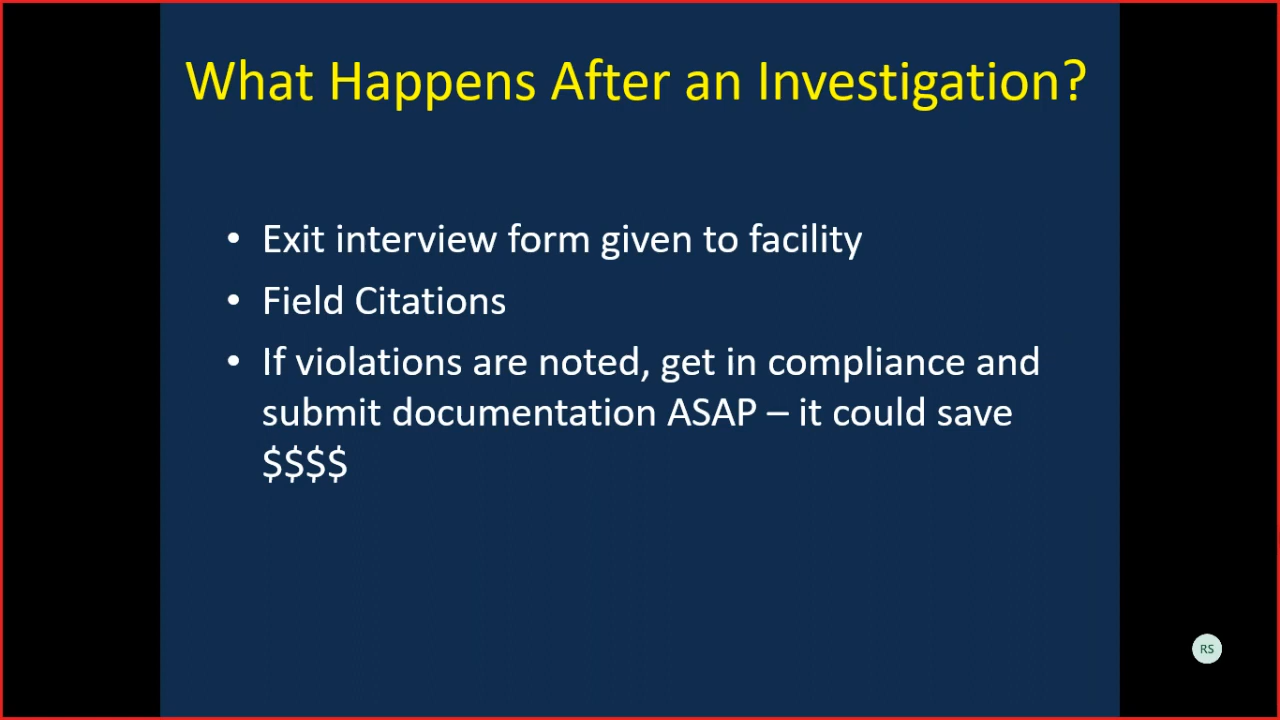 What Happens After an Investigation?
• Exit interview form given to facility
• Field Citations
• If violations are noted, get in compliance and
submit documentation ASAP – it could save
$$$$
RS